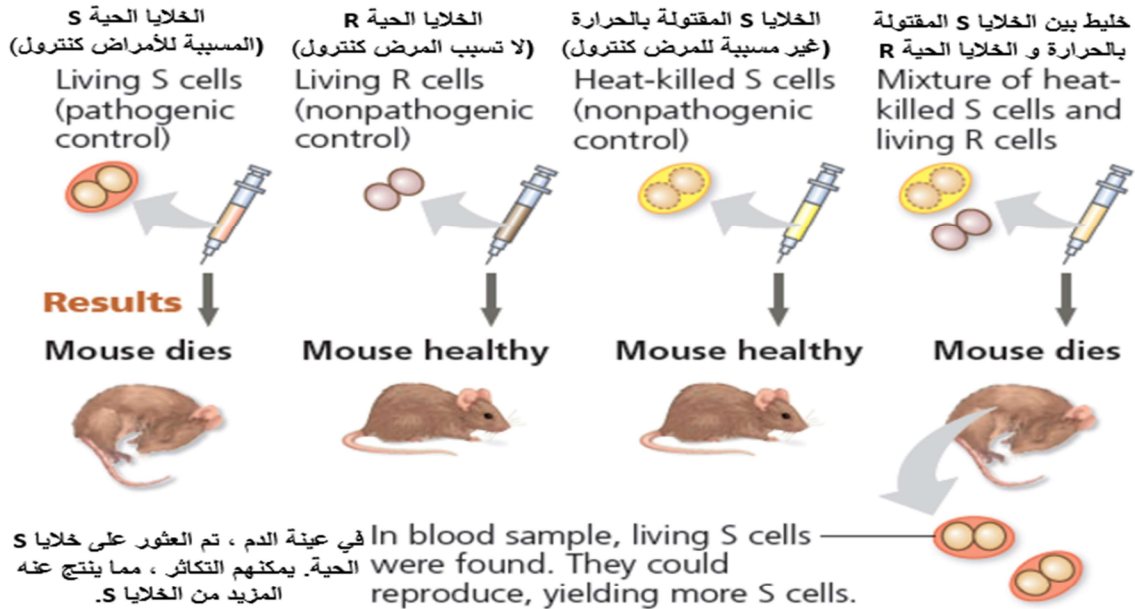 الخلايا الحية S
(المسببة للأمراض كنترول)
Living S cells
(pathogenic
control)
الخلايا الحية R
(لا تسبب المرض كنترول)
Living R cells
(nonpathogenic
control)
الخلايا S المقتولة بالحرارة
(غير مسببة للمرض كنترول)
Heat-killed S cells
(nonpathogenic
control)
خليط بين الخلايا S المقتولة
بالحرارة و الخلايا الحية R
Mixture of heat-
killed S cells and
living R cells
Results
Mouse dies
Mouse healthy
Mouse healthy
Mouse dies
في عينة الدم ، تم العثور على خلايا S
الحية. يمكنهم التكاثر ، مما ينتج عنه
المزيد من الخلايا S.
In blood sample, living S cells
were found. They could
reproduce, yielding more S cells.